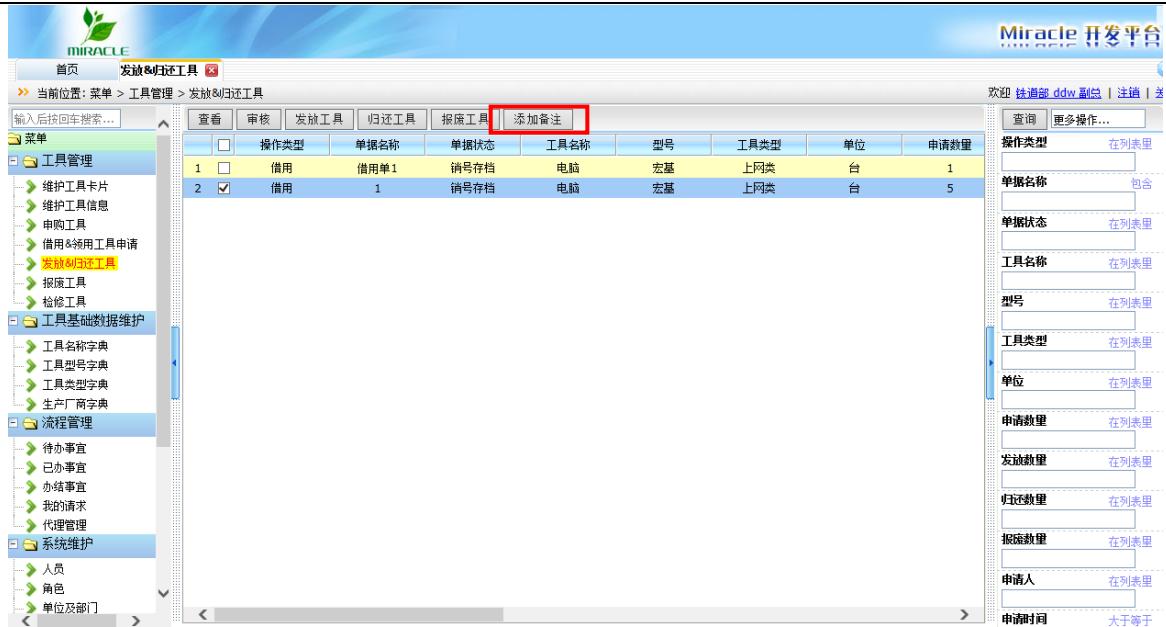 MIRACLE
Miracle 开发平台
首页 发放&归还工具
当前位置: 菜单 > 工具管理 > 发放&归还工具
欢迎 铁道部 ddw 副总 | 注销 |
输入后按回车搜索...
菜单
工具管理
维护工具卡片
维护工具信息
申购工具
借用&领用工具申请
发放&归还工具
报废工具
检修工具
工具基础数据维护
工具名称字典
工具型号字典
工具类型字典
生产厂商字典
流程管理
待办事宜
已办事宜
办结事宜
我的请求
代理管理
系统维护
人员
角色
单位及部门
查看 审核 发放工具 归还工具 报废工具 添加备注
操作类型 单据名称 单据状态 工具名称 型号 工具类型 单位 申请数量
1 借用 借用单1 销号存档 电脑 宏基 上网类 台 1
2 借用 1 销号存档 电脑 宏基 上网类 台 5
查询 更多操作...
操作类型 在列表里
单据名称 包含
单据状态 在列表里
工具名称 在列表里
型号 在列表里
工具类型 在列表里
单位 在列表里
申请数量 在列表里
发放数量 在列表里
归还数量 在列表里
报废数量 在列表里
申请人 在列表里
申请时间 大于等于